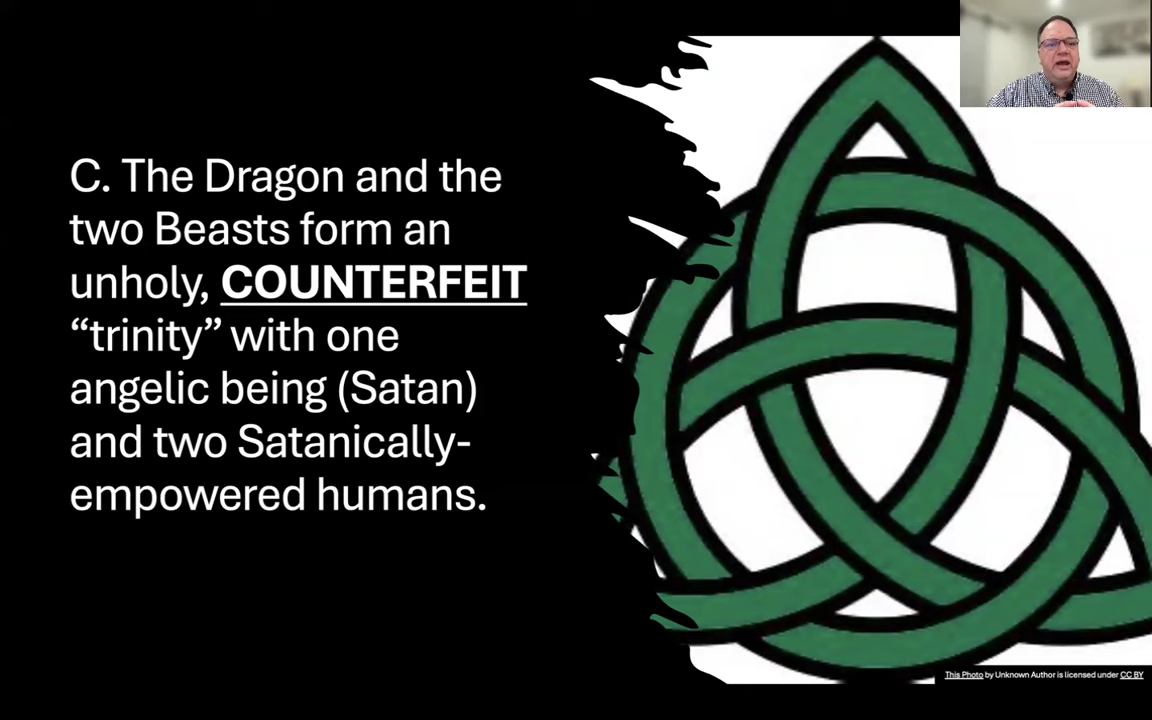 C. The Dragon and the
two Beasts form an
unholy, COUNTERFEIT
“trinity” with one
angelic being (Satan)
and two Satanically-
empowered humans.
This Photo by Unknown Author is licensed under CC BY